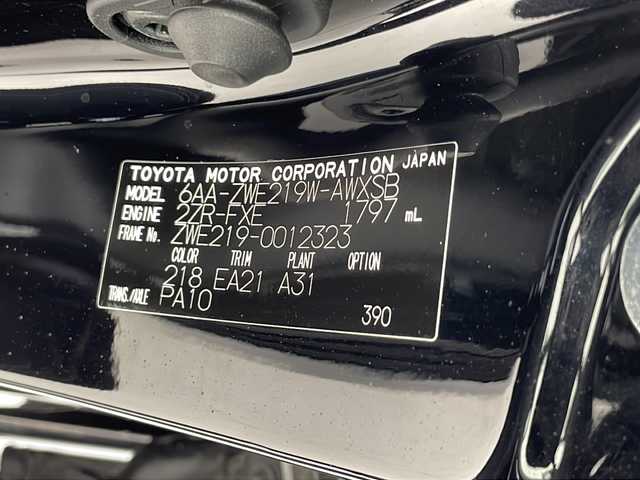 TOYOTA MOTOR CORPORATION JAPAN
MODEL 6AA-ZWE219W-AWXSB
ENGINE 2ZR-FXE 1797 mL
FRAME No. ZWE219-0012323
COLOR TRIM PLANT OPTION
218 EA21 A31
TRANS./AXLE PA10
390